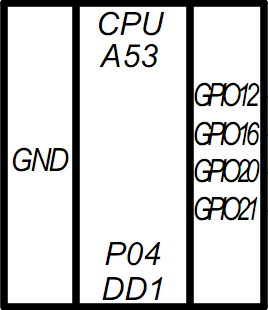 CPU
A53
GND
GPIO12
GPIO16
GPIO20
GPIO21
P04
DD1